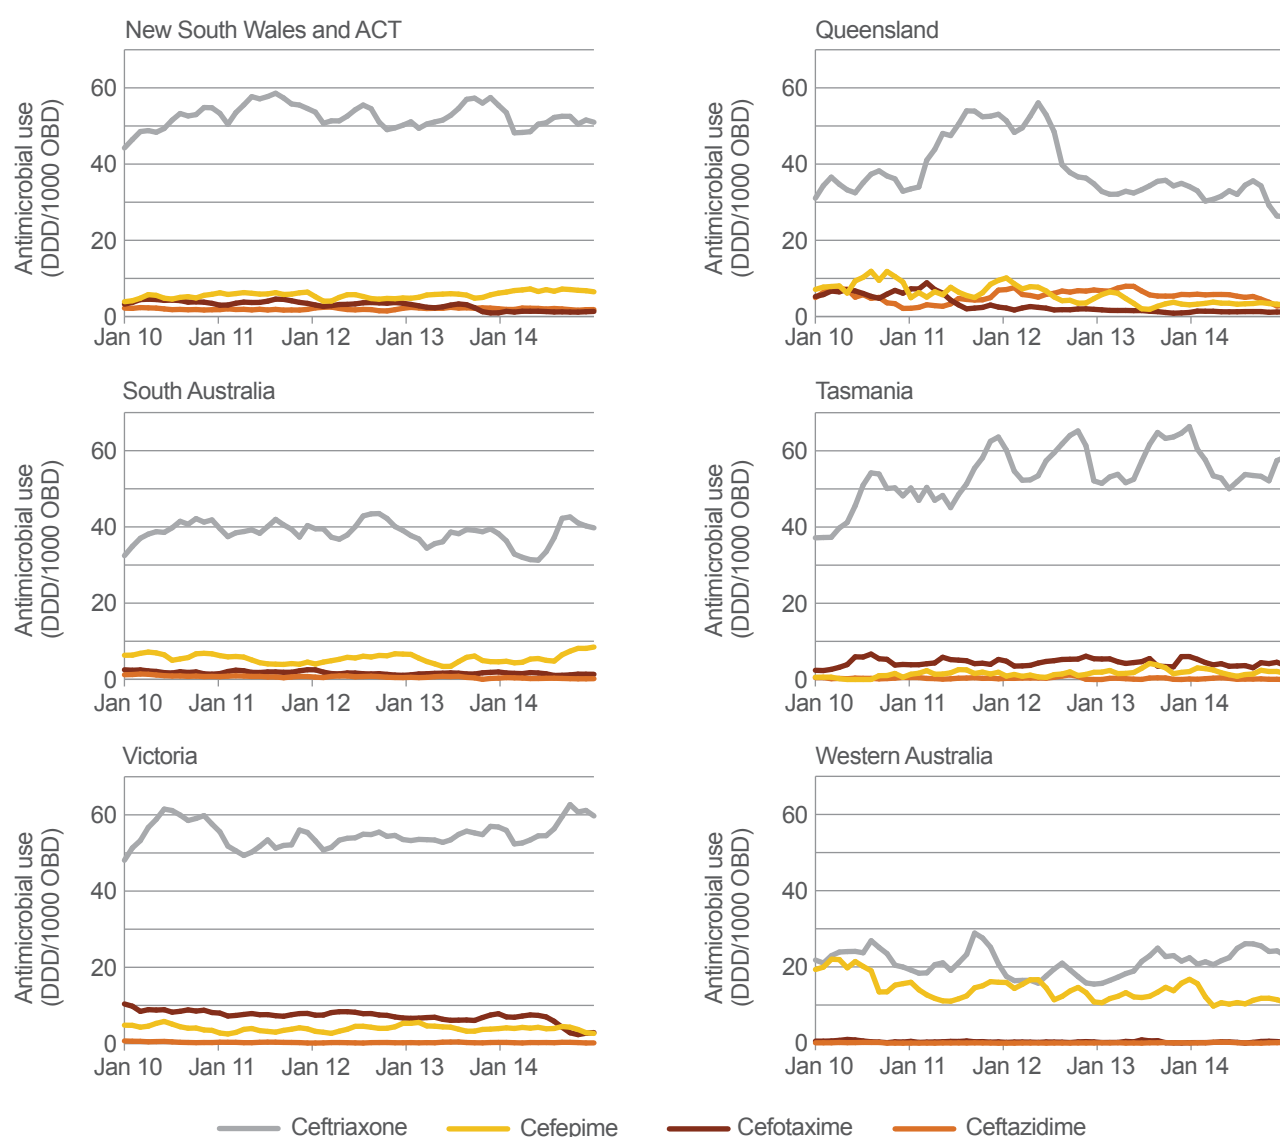 New South Wales and ACT
Antimicrobial use
(DDD/1000 OBD)
60
40
20
0
Jan 10 Jan 11 Jan 12 Jan 13 Jan 14
Queensland
Antimicrobial use
(DDD/1000 OBD)
60
40
20
0
Jan 10 Jan 11 Jan 12 Jan 13 Jan 14
South Australia
Antimicrobial use
(DDD/1000 OBD)
60
40
20
0
Jan 10 Jan 11 Jan 12 Jan 13 Jan 14
Tasmania
Antimicrobial use
(DDD/1000 OBD)
60
40
20
0
Jan 10 Jan 11 Jan 12 Jan 13 Jan 14
Victoria
Antimicrobial use
(DDD/1000 OBD)
60
40
20
0
Jan 10 Jan 11 Jan 12 Jan 13 Jan 14
Western Australia
Antimicrobial use
(DDD/1000 OBD)
60
40
20
0
Jan 10 Jan 11 Jan 12 Jan 13 Jan 14
Ceftriaxone Cefepime Cefotaxime Ceftazidime